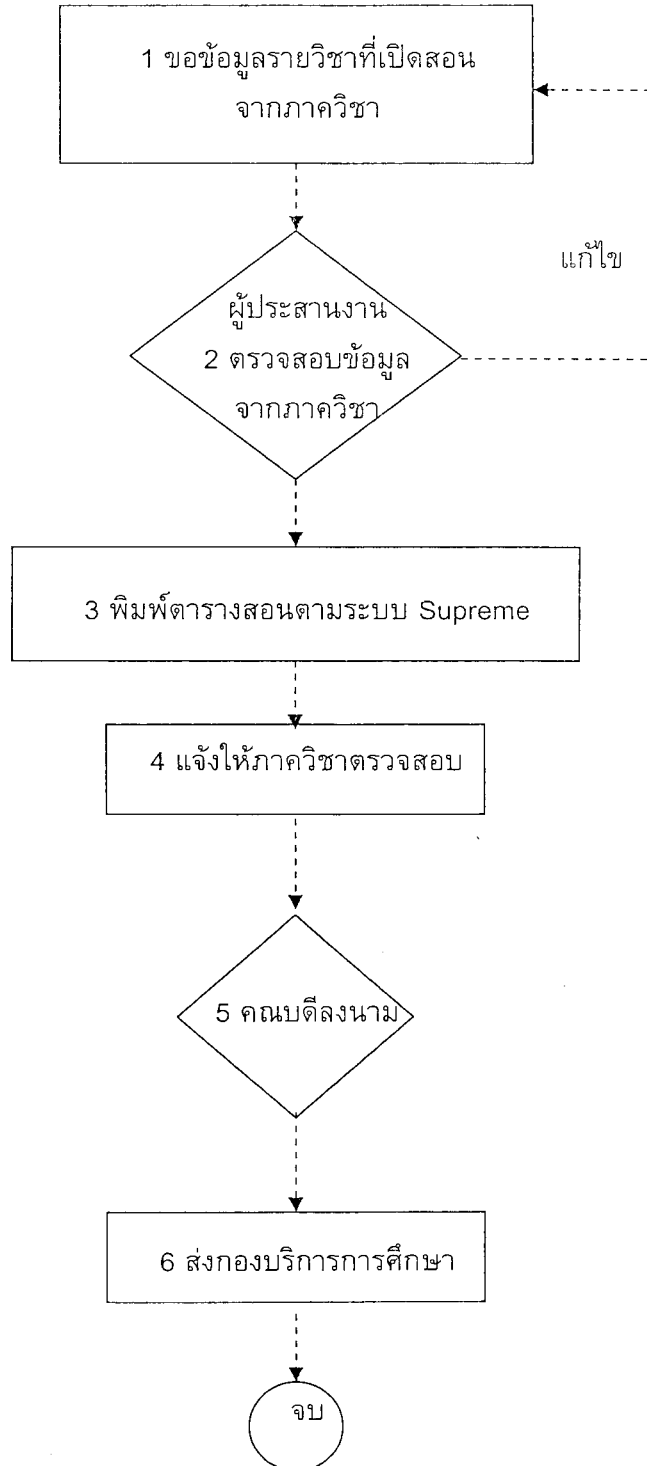 1 ขอข้อมูลรายวิชาที่เปิดสอน
จากภาควิชา
แก้ไข
ผู้ประสานงาน
2 ตรวจสอบข้อมูล
จากภาควิชา
3 พิมพ์ตารางสอนตามระบบ Supreme
4 แจ้งให้ภาควิชาตรวจสอบ
5 คณบดีลงนาม
6 ส่งกองบริการการศึกษา
จบ